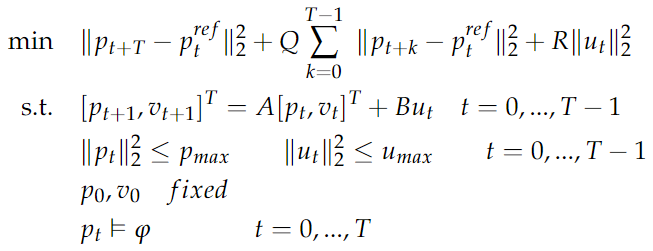 min ‖p_{t+T} − p_t^{ref}‖_2^2 + Q ∑_{k=0}^{T−1} ‖p_{t+k} − p_t^{ref}‖_2^2 + R‖u_t‖_2^2
s.t. [p_{t+1}, v_{t+1}]^T = A[p_t, v_t]^T + Bu_t t = 0, ..., T − 1
‖p_t‖_2^2 ≤ p_{max} ‖u_t‖_2^2 ≤ u_{max} t = 0, ..., T − 1
p_0, v_0 fixed
p_t ⊨ φ t = 0, ..., T